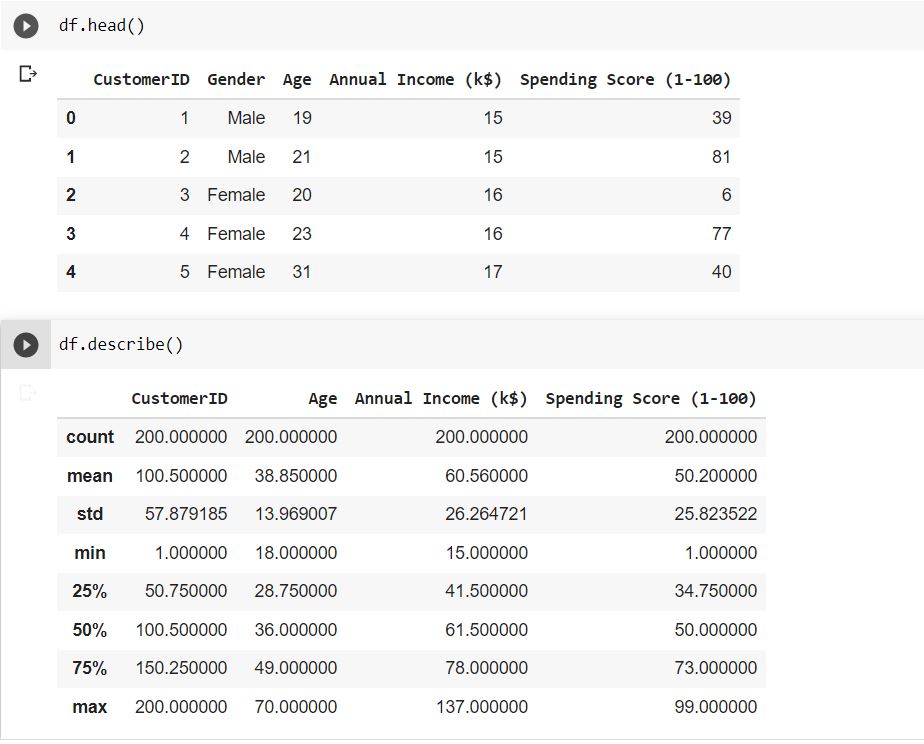 df.head()
CustomerID Gender Age Annual Income (k$) Spending Score (1-100)
0 1 Male 19 15 39
1 2 Male 21 15 81
2 3 Female 20 16 6
3 4 Female 23 16 77
4 5 Female 31 17 40
df.describe()
CustomerID Age Annual Income (k$) Spending Score (1-100)
count 200.000000 200.000000 200.000000 200.000000
mean 100.500000 38.850000 60.560000 50.200000
std 57.879185 13.969007 26.264721 25.823522
min 1.000000 18.000000 15.000000 1.000000
25% 50.750000 28.750000 41.500000 34.750000
50% 100.500000 36.000000 61.500000 50.000000
75% 150.250000 49.000000 78.000000 73.000000
max 200.000000 70.000000 137.000000 99.000000